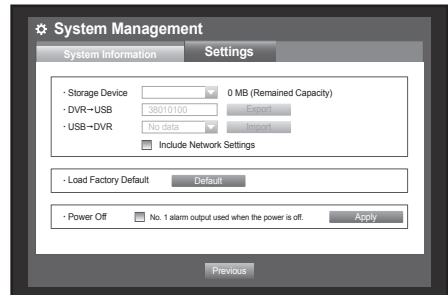 System Management
System Information Settings
· Storage Device 0 MB (Remained Capacity)
· DVR→USB 38010100 Export
· USB→DVR No data Import
Include Network Settings
· Load Factory Default Default
· Power Off No. 1 alarm output used when the power is off. Apply
Previous